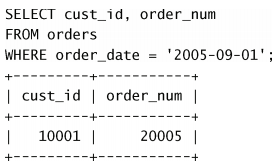 SELECT cust_id, order_num
FROM orders
WHERE order_date = '2005-09-01';
+---------+-----------+
| cust_id | order_num |
+---------+-----------+
|   10001 |     20005 |
+---------+-----------+